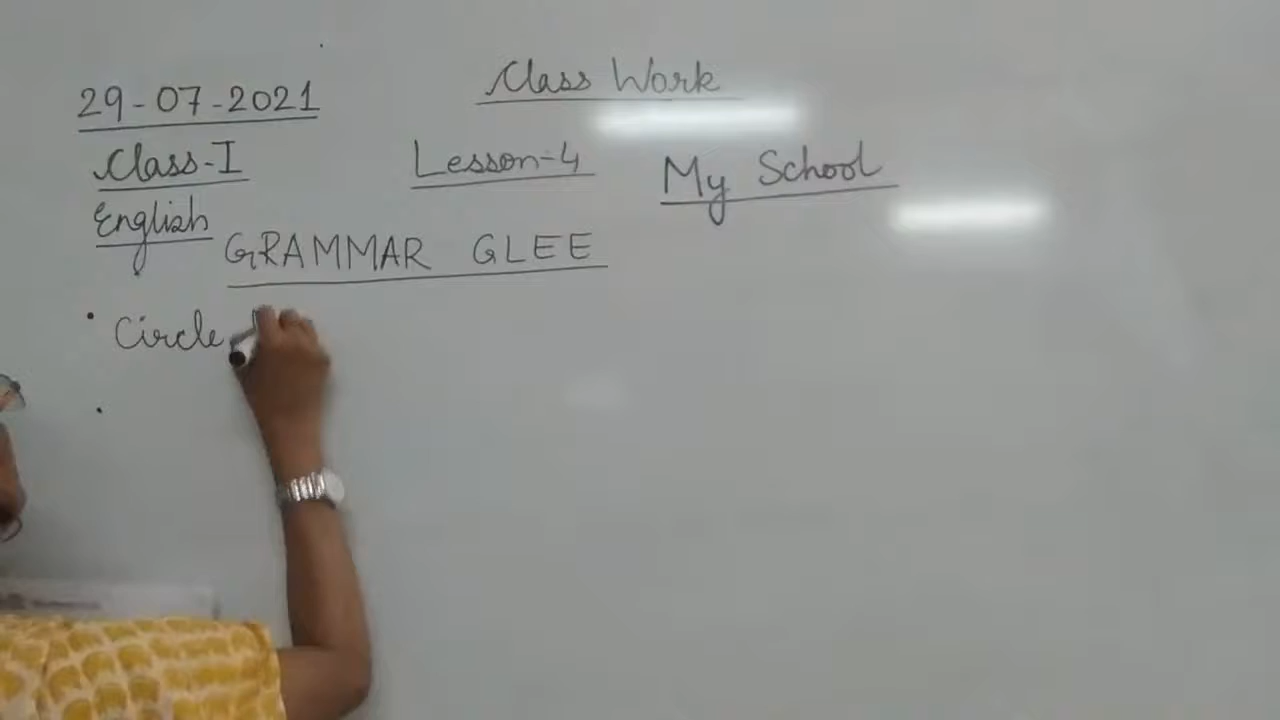 Class Work
29-07-2021
Class-I Lesson-4 My School
English
GRAMMAR GLEE
Circle